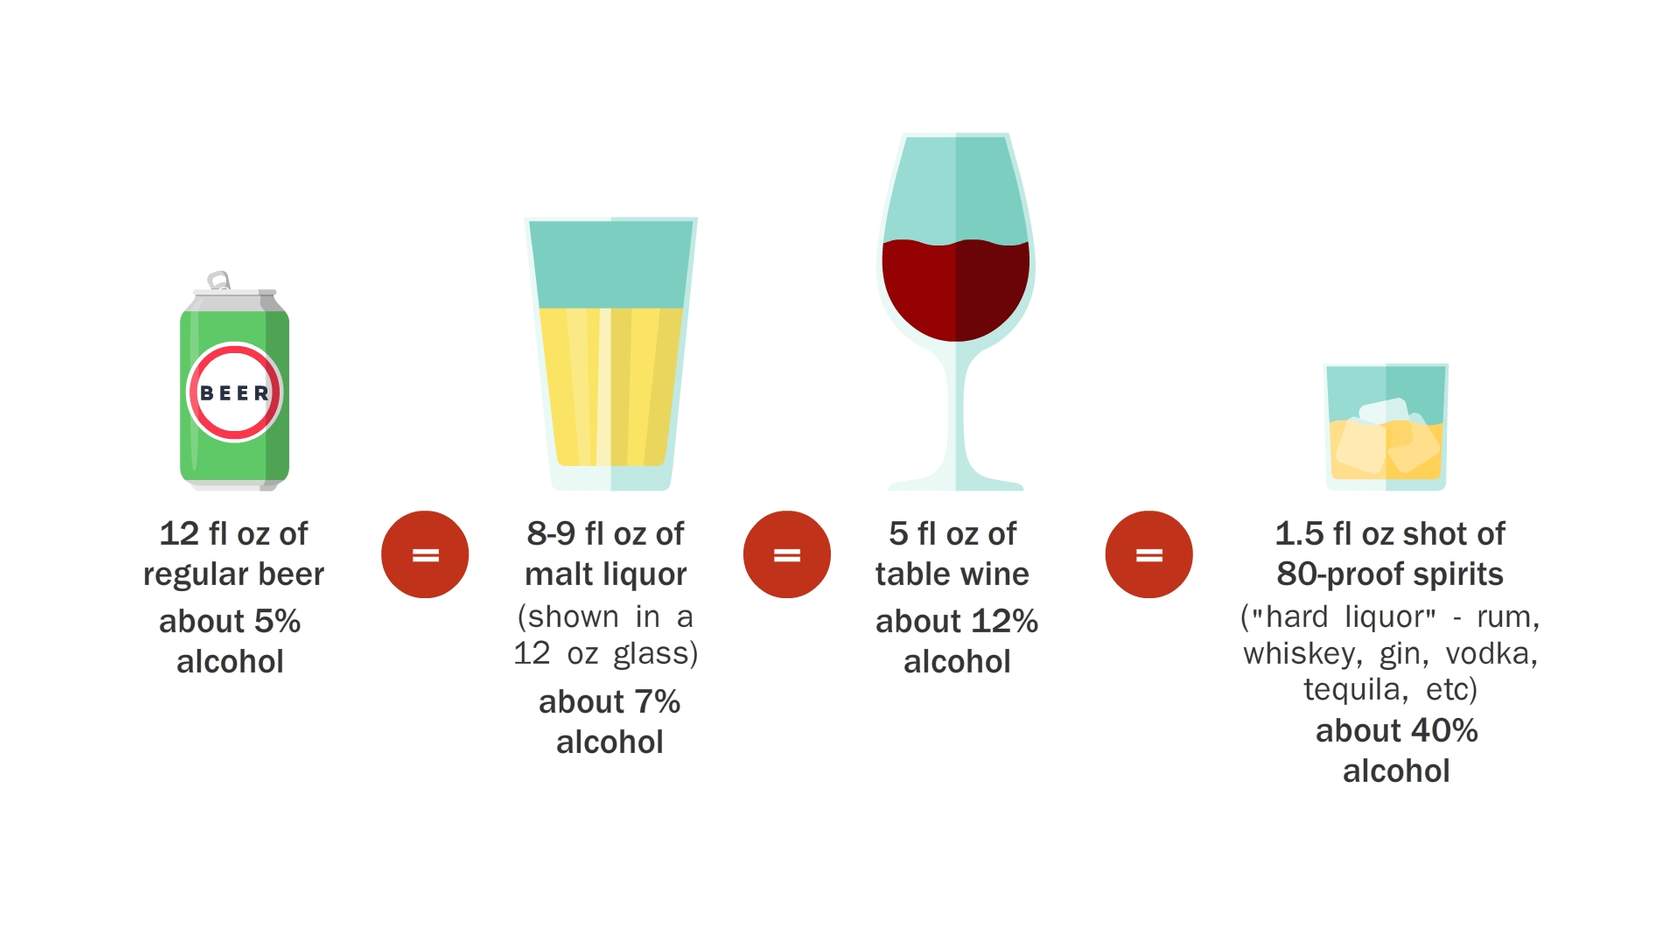 BEER
12 fl oz of
regular beer
about 5%
alcohol
=
8-9 fl oz of
malt liquor
(shown in a
12 oz glass)
about 7%
alcohol
=
5 fl oz of
table wine
about 12%
alcohol
=
1.5 fl oz shot of
80-proof spirits
("hard liquor" - rum,
whiskey, gin, vodka,
tequila, etc)
about 40%
alcohol